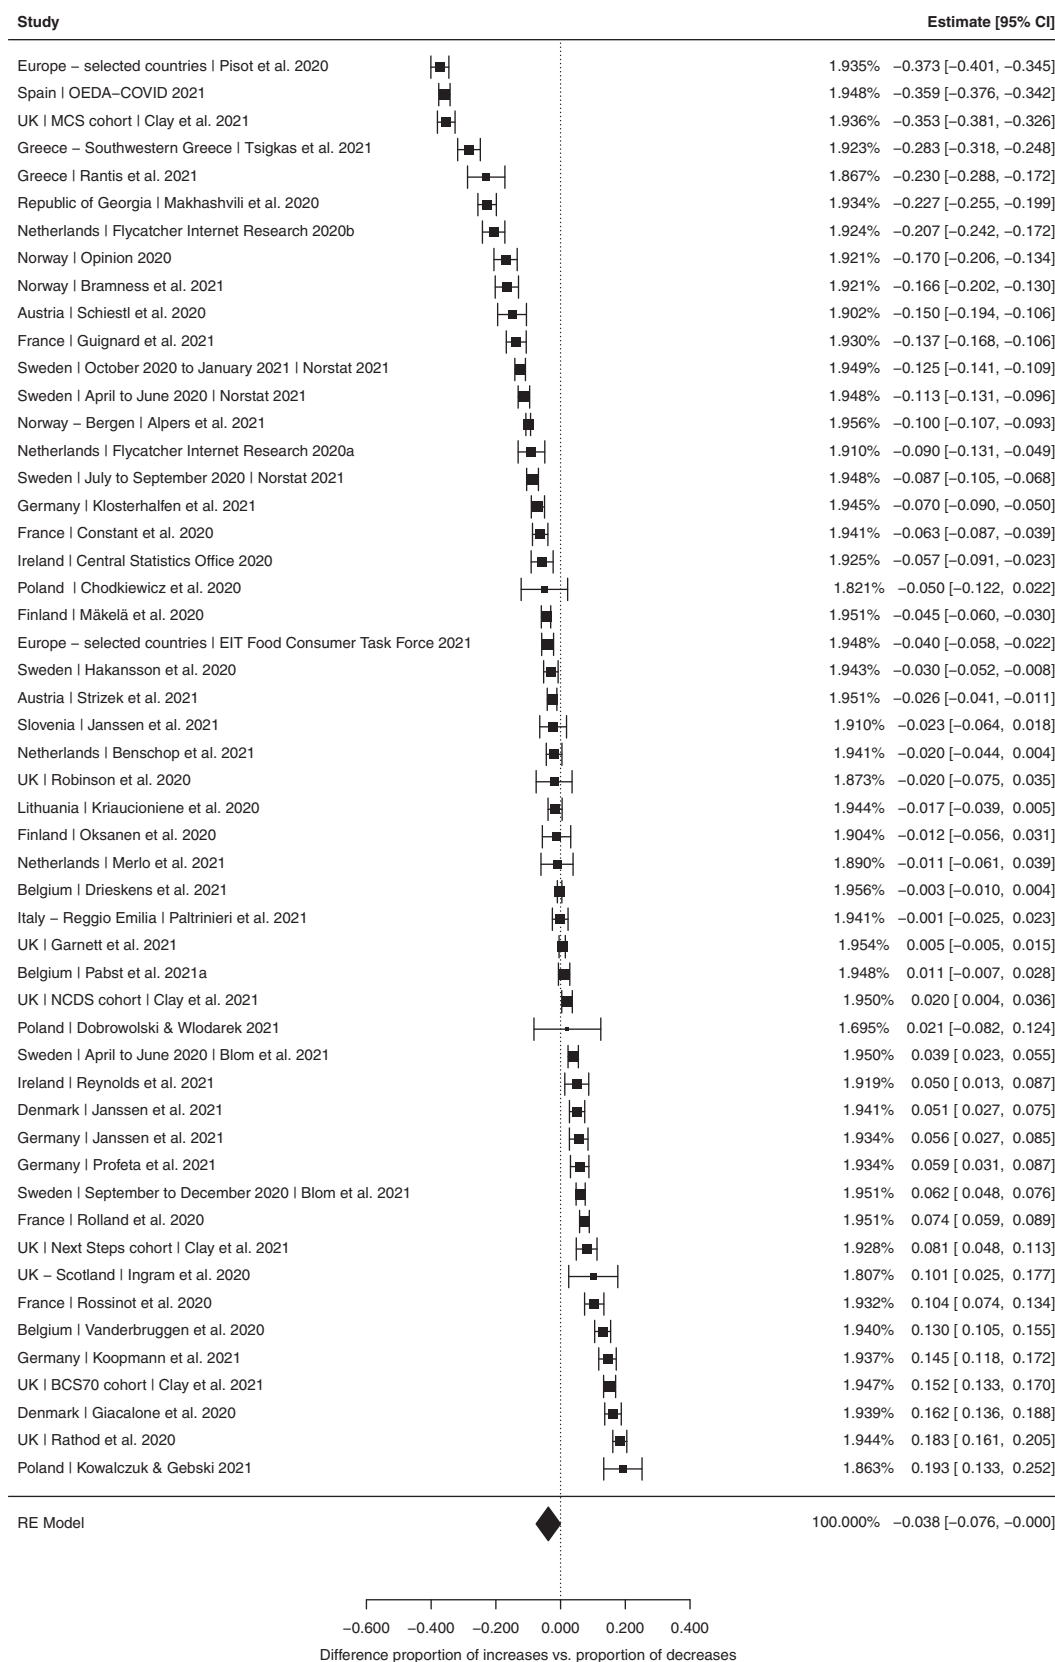 Study Estimate [95% CI]
Europe − selected countries | Pisot et al. 2020 1.935% −0.373 [−0.401, −0.345]
Spain | OEDA−COVID 2021 1.948% −0.359 [−0.376, −0.342]
UK | MCS cohort | Clay et al. 2021 1.936% −0.353 [−0.381, −0.326]
Greece − Southwestern Greece | Tsigkas et al. 2021 1.923% −0.283 [−0.318, −0.248]
Greece | Rantis et al. 2021 1.867% −0.230 [−0.288, −0.172]
Republic of Georgia | Makhashvili et al. 2020 1.934% −0.227 [−0.255, −0.199]
Netherlands | Flycatcher Internet Research 2020b 1.924% −0.207 [−0.242, −0.172]
Norway | Opinion 2020 1.921% −0.170 [−0.206, −0.134]
Norway | Bramness et al. 2021 1.921% −0.166 [−0.202, −0.130]
Austria | Schiestl et al. 2020 1.902% −0.150 [−0.194, −0.106]
France | Guignard et al. 2021 1.930% −0.137 [−0.168, −0.106]
Sweden | October 2020 to January 2021 | Norstat 2021 1.949% −0.125 [−0.141, −0.109]
Sweden | April to June 2020 | Norstat 2021 1.948% −0.113 [−0.131, −0.096]
Norway − Bergen | Alpers et al. 2021 1.956% −0.100 [−0.107, −0.093]
Netherlands | Flycatcher Internet Research 2020a 1.910% −0.090 [−0.131, −0.049]
Sweden | July to September 2020 | Norstat 2021 1.948% −0.087 [−0.105, −0.068]
Germany | Klosterhalfen et al. 2021 1.945% −0.070 [−0.090, −0.050]
France | Constant et al. 2020 1.941% −0.063 [−0.087, −0.039]
Ireland | Central Statistics Office 2020 1.925% −0.057 [−0.091, −0.023]
Poland | Chodkiewicz et al. 2020 1.821% −0.050 [−0.122, 0.022]
Finland | Mäkelä et al. 2020 1.951% −0.045 [−0.060, −0.030]
Europe − selected countries | EIT Food Consumer Task Force 2021 1.948% −0.040 [−0.058, −0.022]
Sweden | Hakansson et al. 2020 1.943% −0.030 [−0.052, −0.008]
Austria | Strizek et al. 2021 1.951% −0.026 [−0.041, −0.011]
Slovenia | Janssen et al. 2021 1.910% −0.023 [−0.064, 0.018]
Netherlands | Benschop et al. 2021 1.941% −0.020 [−0.044, 0.004]
UK | Robinson et al. 2020 1.873% −0.020 [−0.075, 0.035]
Lithuania | Kriaucioniene et al. 2020 1.944% −0.017 [−0.039, 0.005]
Finland | Oksanen et al. 2020 1.904% −0.012 [−0.056, 0.031]
Netherlands | Merlo et al. 2021 1.890% −0.011 [−0.061, 0.039]
Belgium | Drieskens et al. 2021 1.956% −0.003 [−0.010, 0.004]
Italy − Reggio Emilia | Paltrinieri et al. 2021 1.941% −0.001 [−0.025, 0.023]
UK | Garnett et al. 2021 1.954% 0.005 [−0.005, 0.015]
Belgium | Pabst et al. 2021a 1.948% 0.011 [−0.007, 0.028]
UK | NCDS cohort | Clay et al. 2021 1.950% 0.020 [ 0.004, 0.036]
Poland | Dobrowolski & Wlodarek 2021 1.695% 0.021 [−0.082, 0.124]
Sweden | April to June 2020 | Blom et al. 2021 1.950% 0.039 [ 0.023, 0.055]
Ireland | Reynolds et al. 2021 1.919% 0.050 [ 0.013, 0.087]
Denmark | Janssen et al. 2021 1.941% 0.051 [ 0.027, 0.075]
Germany | Janssen et al. 2021 1.934% 0.056 [ 0.027, 0.085]
Germany | Profeta et al. 2021 1.934% 0.059 [ 0.031, 0.087]
Sweden | September to December 2020 | Blom et al. 2021 1.951% 0.062 [ 0.048, 0.076]
France | Rolland et al. 2020 1.951% 0.074 [ 0.059, 0.089]
UK | Next Steps cohort | Clay et al. 2021 1.928% 0.081 [ 0.048, 0.113]
UK − Scotland | Ingram et al. 2020 1.807% 0.101 [ 0.025, 0.177]
France | Rossinot et al. 2020 1.932% 0.104 [ 0.074, 0.134]
Belgium | Vanderbruggen et al. 2020 1.940% 0.130 [ 0.105, 0.155]
Germany | Koopmann et al. 2021 1.937% 0.145 [ 0.118, 0.172]
UK | BCS70 cohort | Clay et al. 2021 1.947% 0.152 [ 0.133, 0.170]
Denmark | Giacalone et al. 2020 1.939% 0.162 [ 0.136, 0.188]
UK | Rathod et al. 2020 1.944% 0.183 [ 0.161, 0.205]
Poland | Kowalczuk & Gebski 2021 1.863% 0.193 [ 0.133, 0.252]
RE Model 100.000% −0.038 [−0.076, −0.000]
−0.600 −0.400 −0.200 0.000 0.200 0.400
Difference proportion of increases vs. proportion of decreases